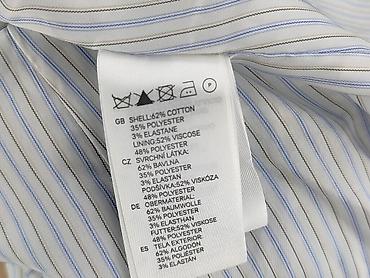 P
GB SHELL:62% COTTON
35% POLYESTER
3% ELASTANE
LINING:52% VISCOSE
48% POLYESTER
CZ SVRCHNÍ LÁTKA:
62% BAVLNA
35% POLYESTER
3% ELASTAN
PODŠÍVKA:52% VISKÓZA
48% POLYESTER
DE OBERMATERIAL:
62% BAUMWOLLE
35% POLYESTER
3% ELASTHAN
FUTTER:52% VISKOSE
48% POLYESTER
ES TELA EXTERIOR:
62% ALGODÓN
35% POLIÉSTER
3% ELASTÁN